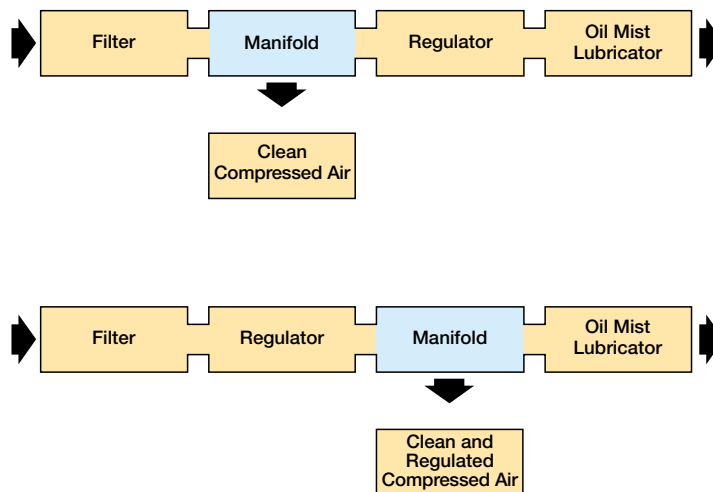 Filter
Manifold
Regulator
Oil Mist
Lubricator
Clean
Compressed Air
Filter
Regulator
Manifold
Oil Mist
Lubricator
Clean and
Regulated
Compressed Air